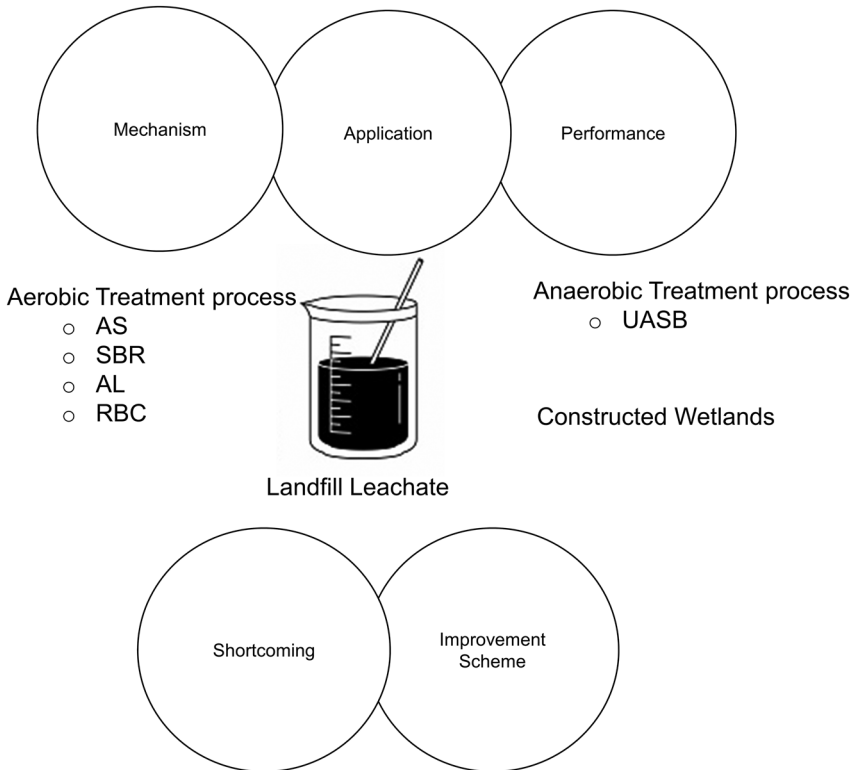 Mechanism
Application
Performance
Aerobic Treatment process
AS
SBR
AL
RBC
Anaerobic Treatment process
UASB
Constructed Wetlands
Landfill Leachate
Shortcoming
Improvement
Scheme